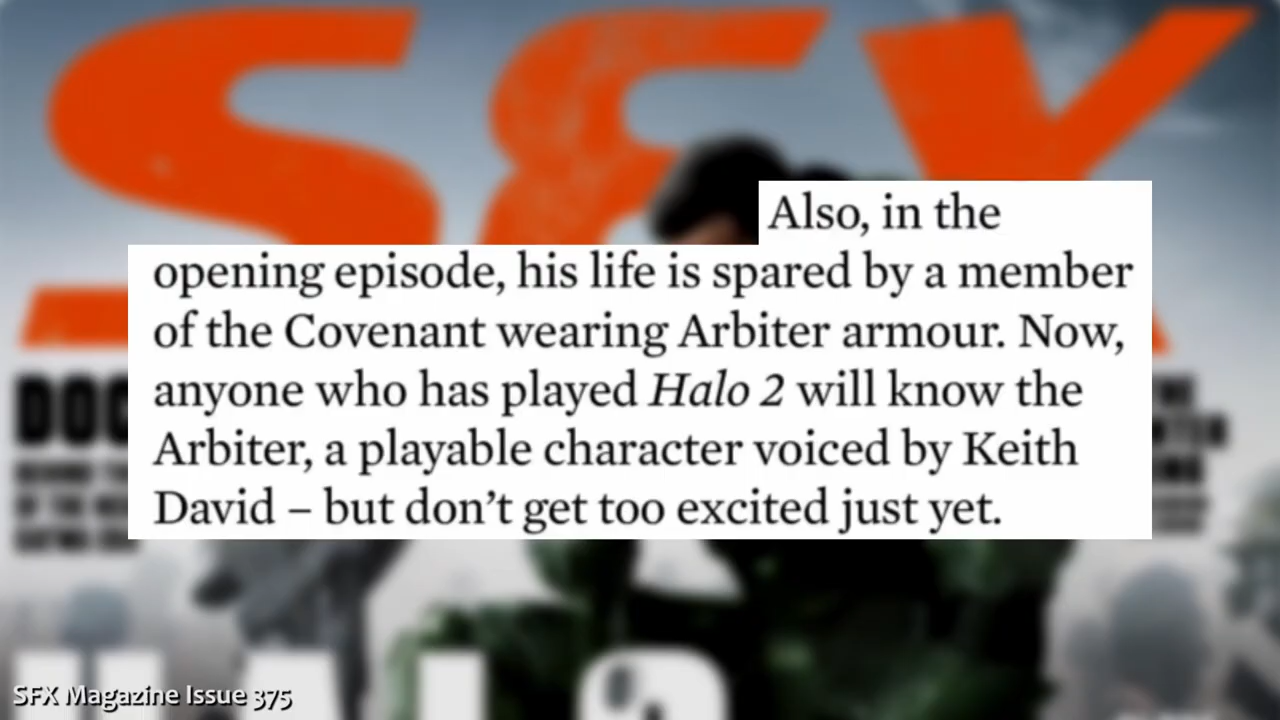 SFX
Also, in the
opening episode, his life is spared by a member
of the Covenant wearing Arbiter armour. Now,
anyone who has played Halo 2 will know the
Arbiter, a playable character voiced by Keith
David – but don’t get too excited just yet.
SFX Magazine Issue 375